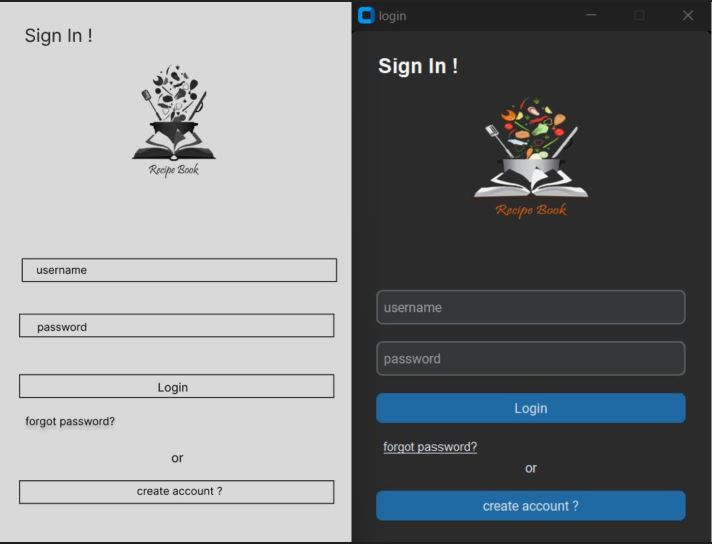 Sign In !
Recipe Book
username
password
Login
forgot password?
or
create account ?
login
Sign In !
Recipe Book
username
password
Login
forgot password?
or
create account ?